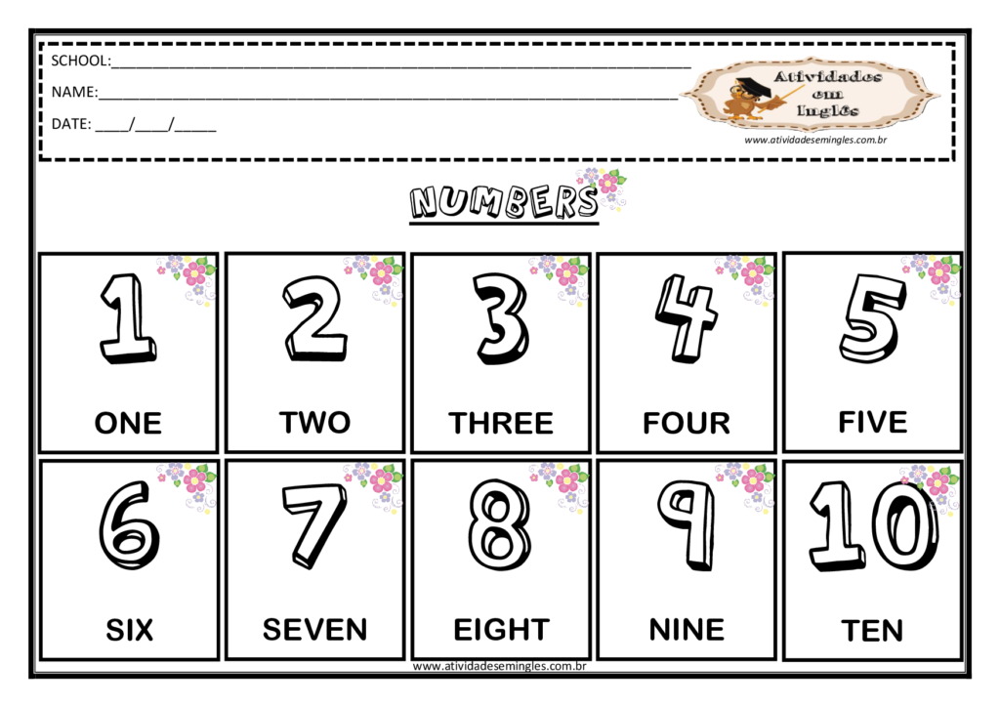 SCHOOL:___________________________________________________________________
NAME:___________________________________________________________________
DATE: ____/____/_____
Atividades
em
Inglês
www.atividadesemingles.com.br
NUMBERS
1 2 3 4 5
ONE TWO THREE FOUR FIVE
6 7 8 9 10
SIX SEVEN EIGHT NINE TEN
www.atividadesemingles.com.br